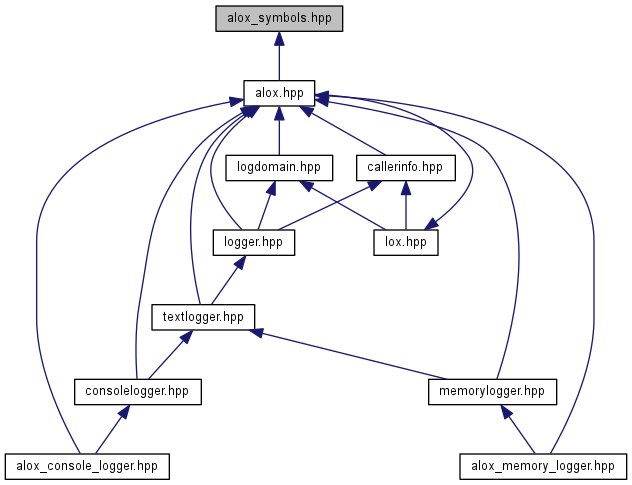 alox_symbols.hpp
alox.hpp
logdomain.hpp
callerinfo.hpp
logger.hpp
lox.hpp
textlogger.hpp
consolelogger.hpp
memorylogger.hpp
alox_console_logger.hpp
alox_memory_logger.hpp